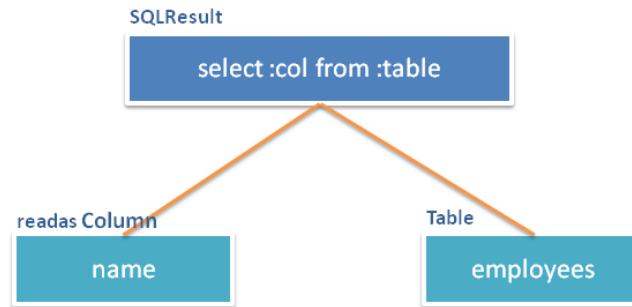 SQLResult
select :col from :table
readas Column
Table
name
employees